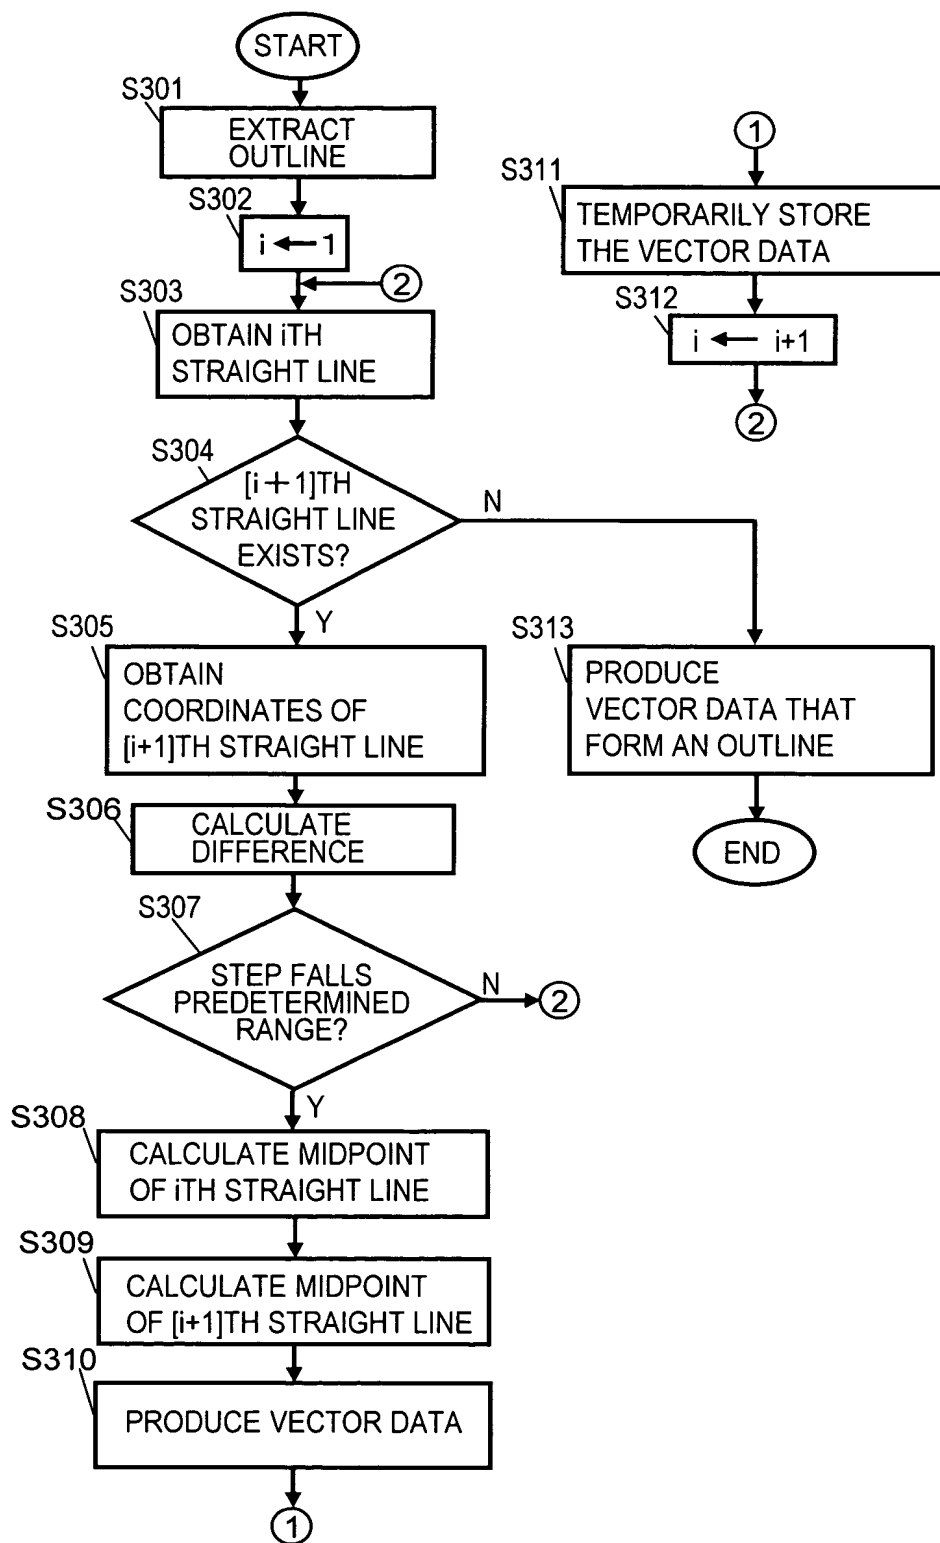 START
S301
EXTRACT
OUTLINE
S302
i ← 1
②
S303
OBTAIN iTH
STRAIGHT LINE
S304
[i+1]TH
STRAIGHT LINE
EXISTS?
N
Y
S305
OBTAIN
COORDINATES OF
[i+1]TH STRAIGHT LINE
S306
CALCULATE
DIFFERENCE
S307
STEP FALLS
PREDETERMINED
RANGE?
N
②
Y
S308
CALCULATE MIDPOINT
OF iTH STRAIGHT LINE
S309
CALCULATE MIDPOINT
OF [i+1]TH STRAIGHT LINE
S310
PRODUCE VECTOR DATA
①
①
S311
TEMPORARILY STORE
THE VECTOR DATA
S312
i ← i+1
②
S313
PRODUCE
VECTOR DATA THAT
FORM AN OUTLINE
END